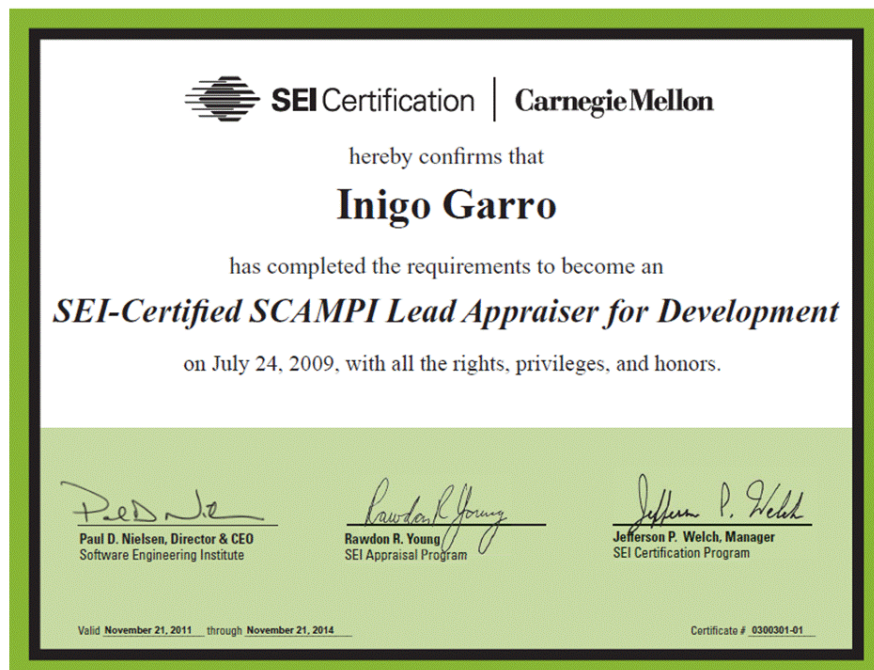 SEI Certification | Carnegie Mellon
hereby confirms that
Inigo Garro
has completed the requirements to become an
SEI-Certified SCAMPI Lead Appraiser for Development
on July 24, 2009, with all the rights, privileges, and honors.
Paul D. Nielsen, Director & CEO
Software Engineering Institute
Rawdon R. Young
SEI Appraisal Program
Jefferson P. Welch, Manager
SEI Certification Program
Valid November 21, 2011 through November 21, 2014
Certificate # 0300301-01